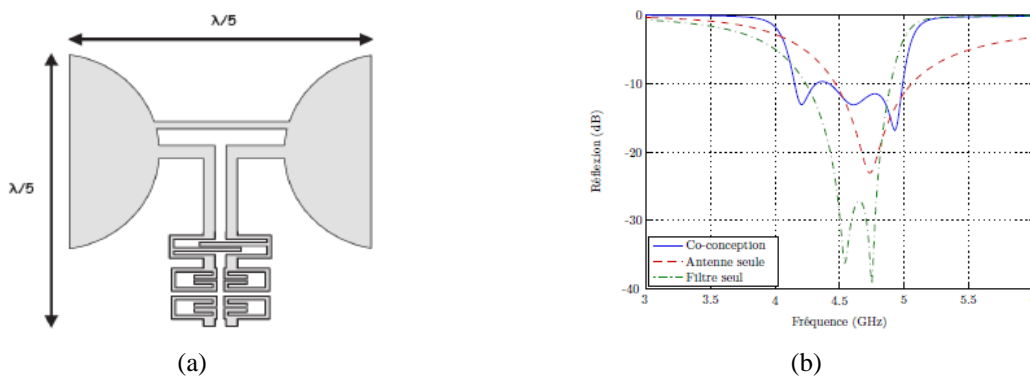 λ/5
λ/5
(a)
Réflexion (dB)
0
-10
-20
-30
-40
Co-conception
Antenne seule
Filtre seul
3
3.5
4
4.5
5
5.5
Fréquence (GHz)
(b)